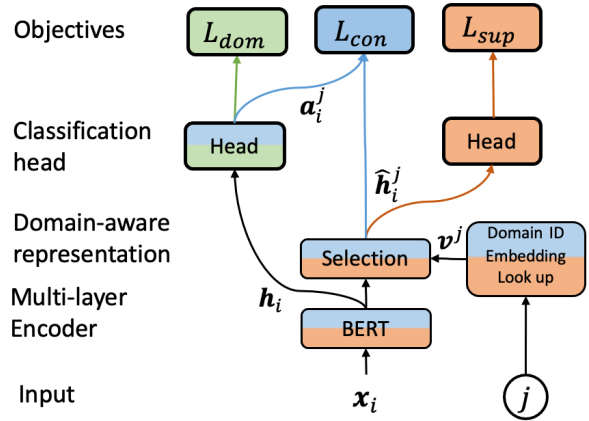 Objectives
L_dom
L_con
L_sup
a_i^j
Classification
head
Head
Head
ĥ_i^j
Domain-aware
representation
Selection
v^j
Domain ID
Embedding
Look up
Multi-layer
Encoder
h_i
BERT
Input
x_i
j